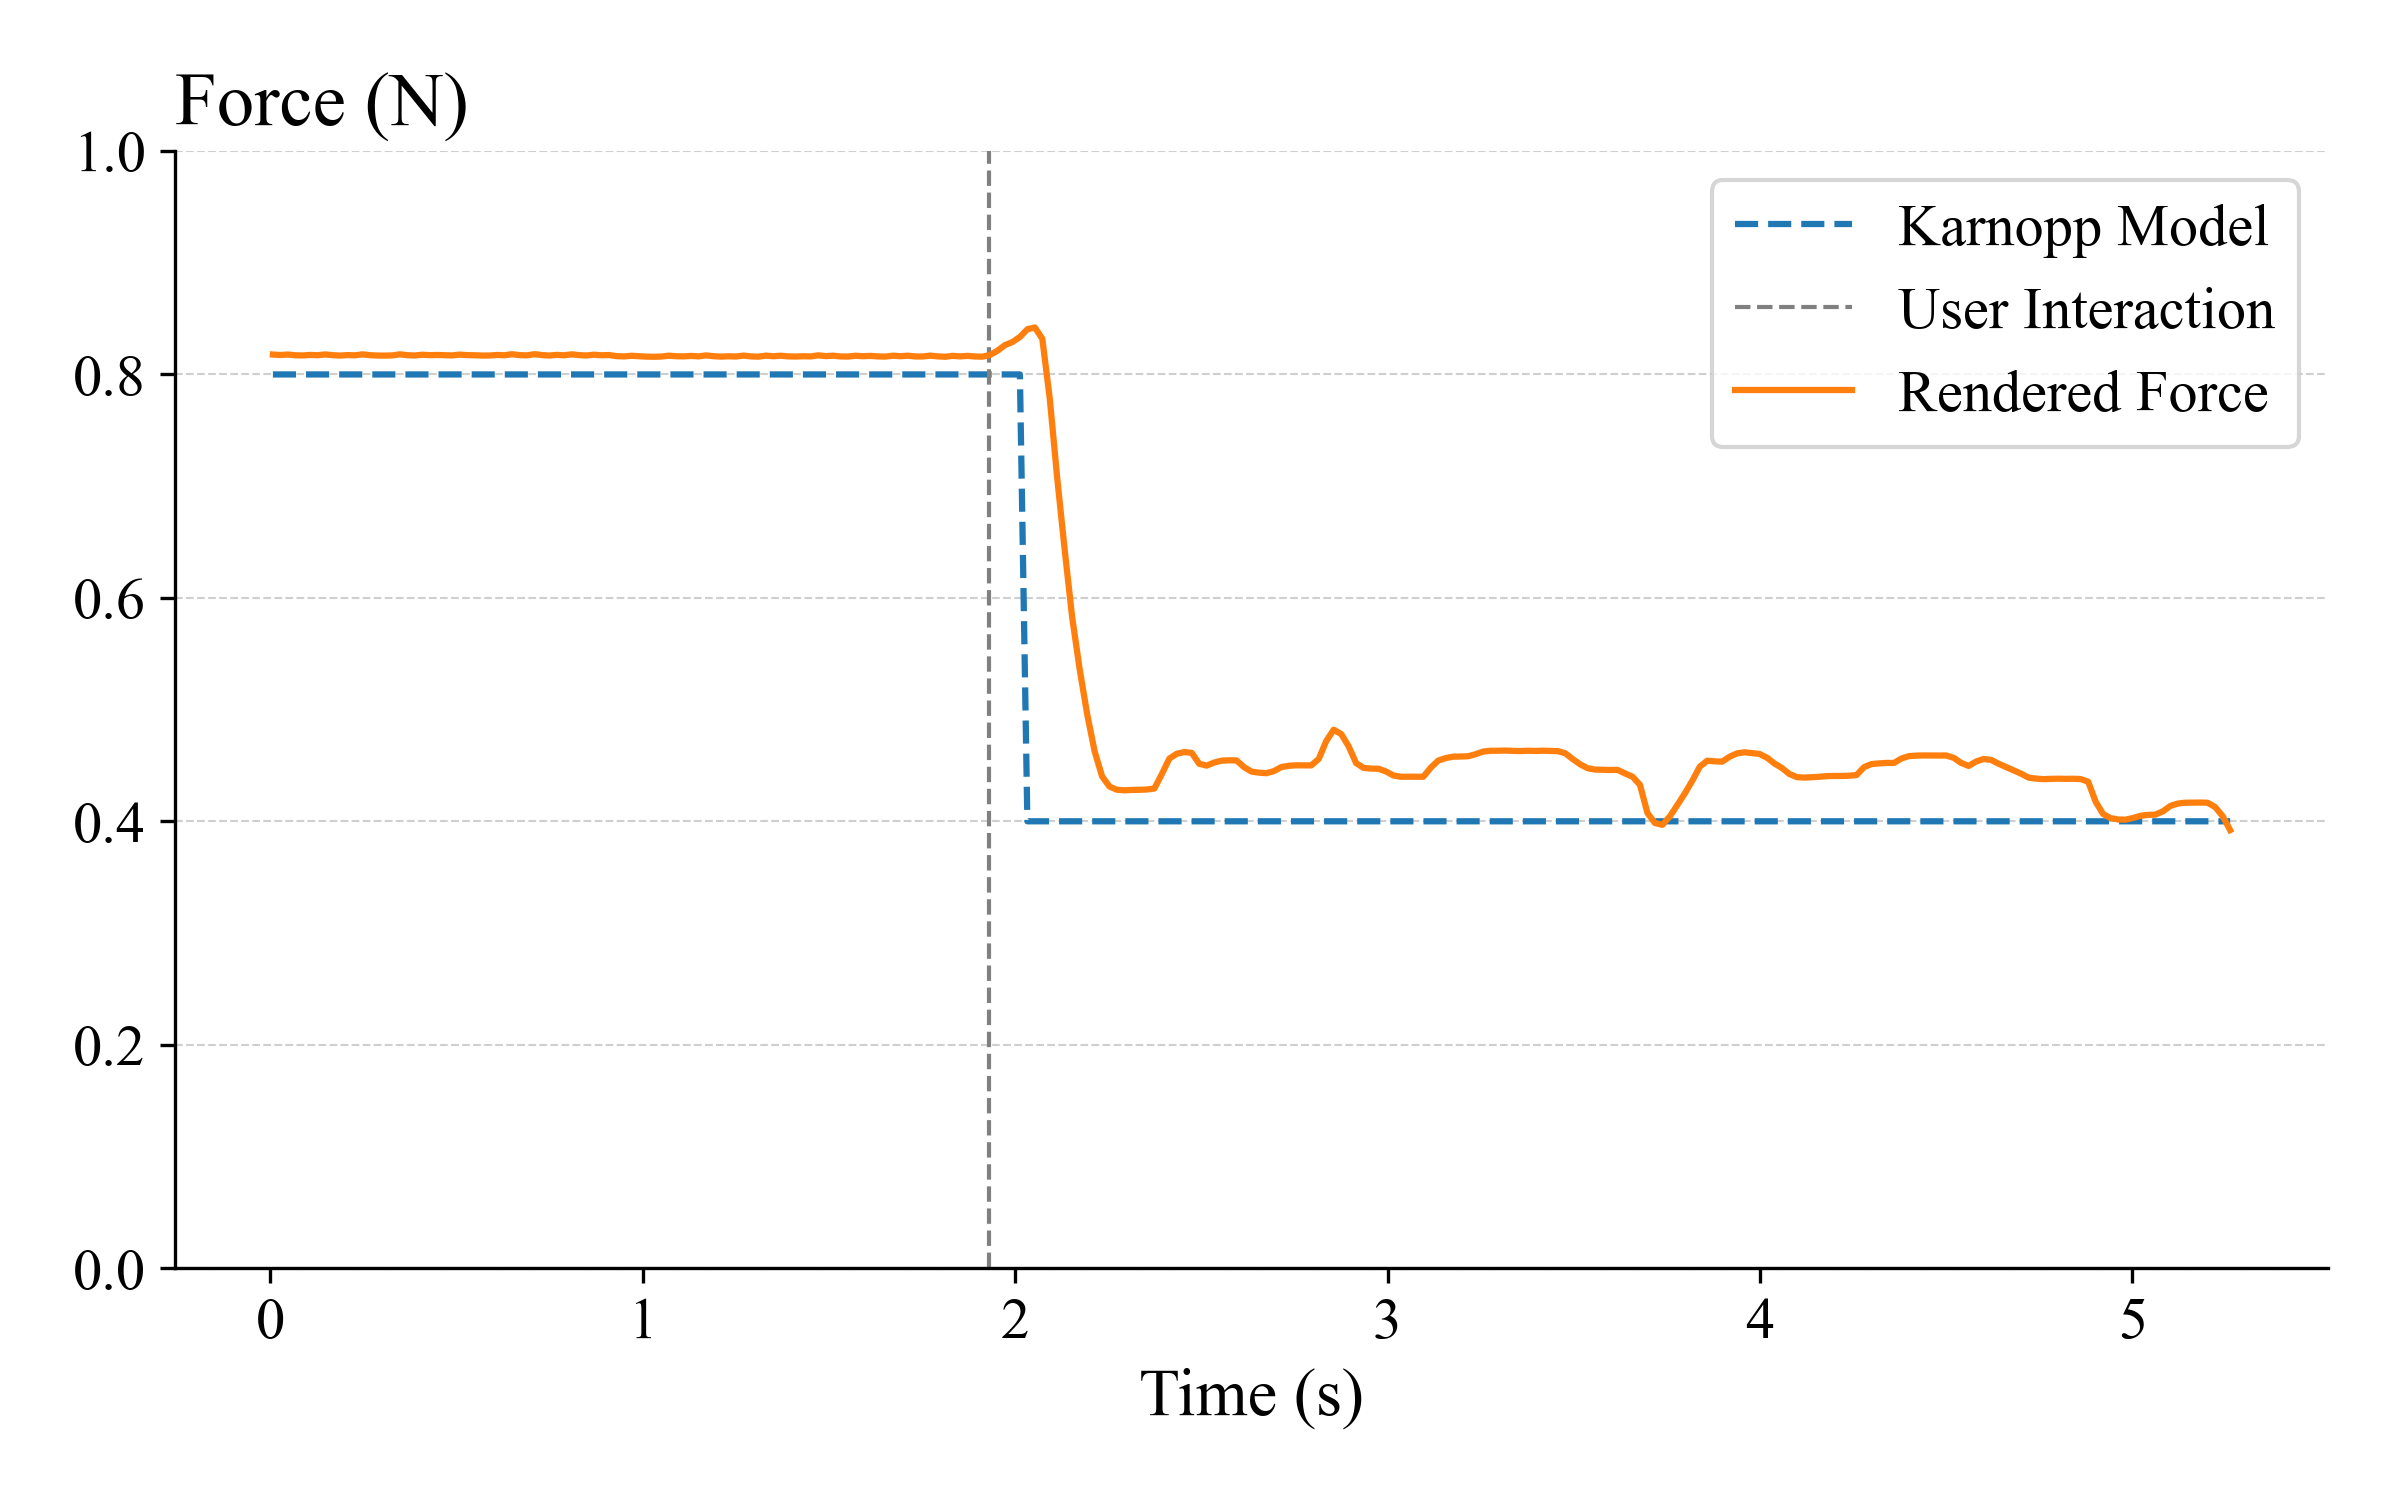 Force (N)
1.0
0.8
0.6
0.4
0.2
0.0
Karnopp Model
User Interaction
Rendered Force
0 1 2 3 4 5
Time (s)